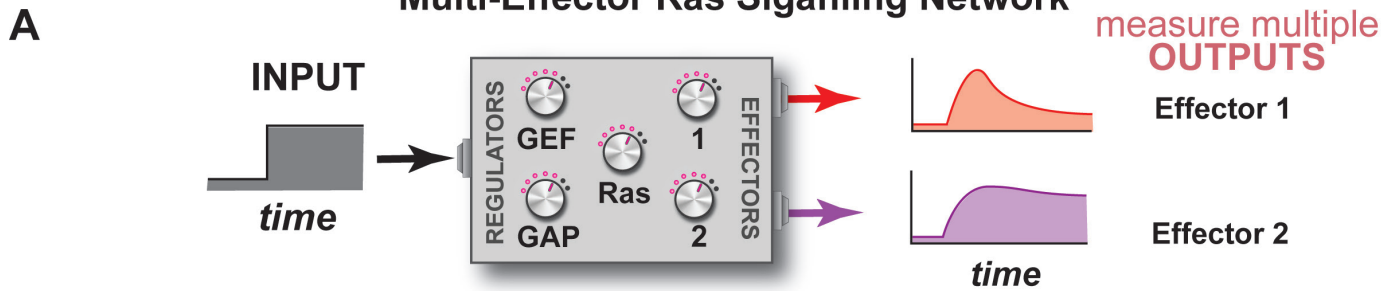 A
Multi-Effector Ras Siganling Network
measure multiple
OUTPUTS
INPUT
time
REGULATORS
GEF
GAP
Ras
1
2
EFFECTORS
Effector 1
Effector 2
time